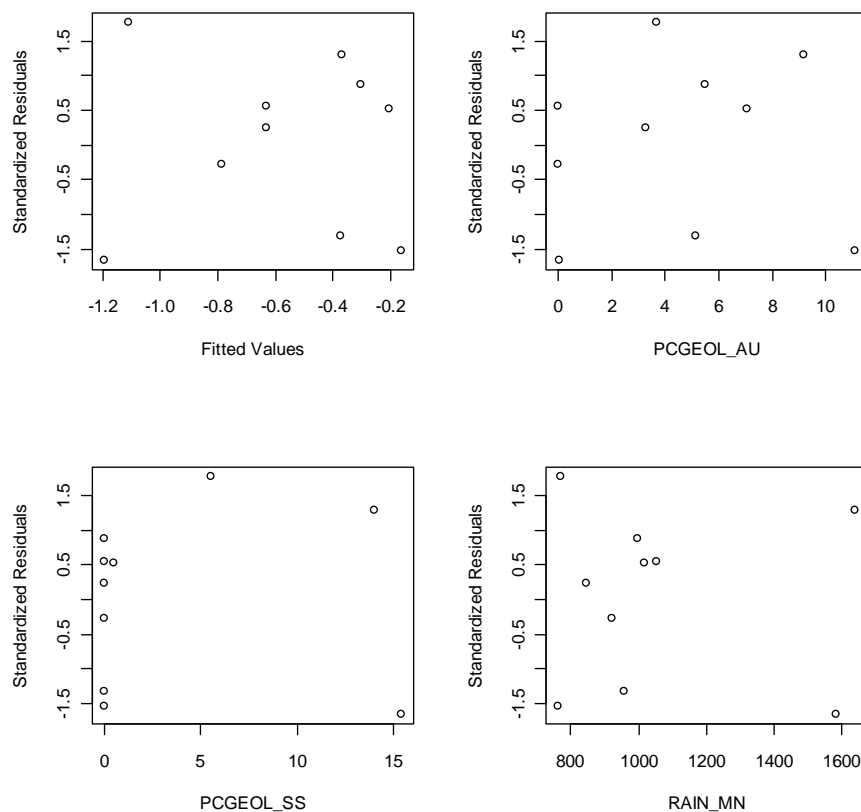 Standardized Residuals
1.5
0.5
-0.5
-1.5
-1.2 -1.0 -0.8 -0.6 -0.4 -0.2
Fitted Values
Standardized Residuals
1.5
0.5
-0.5
-1.5
0 2 4 6 8 10
PCGEOL_AU
Standardized Residuals
1.5
0.5
-0.5
-1.5
0 5 10 15
PCGEOL_SS
Standardized Residuals
1.5
0.5
-0.5
-1.5
800 1000 1200 1400 1600
RAIN_MN